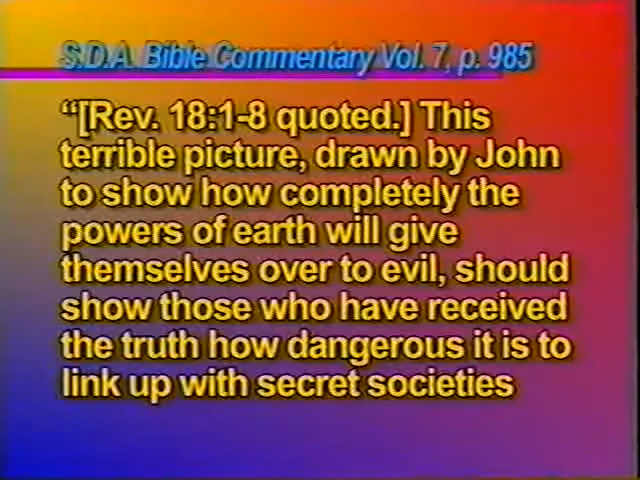 S.D.A. Bible Commentary Vol. 7, p. 985
“[Rev. 18:1-8 quoted.] This
terrible picture, drawn by John
to show how completely the
powers of earth will give
themselves over to evil, should
show those who have received
the truth how dangerous it is to
link up with secret societies